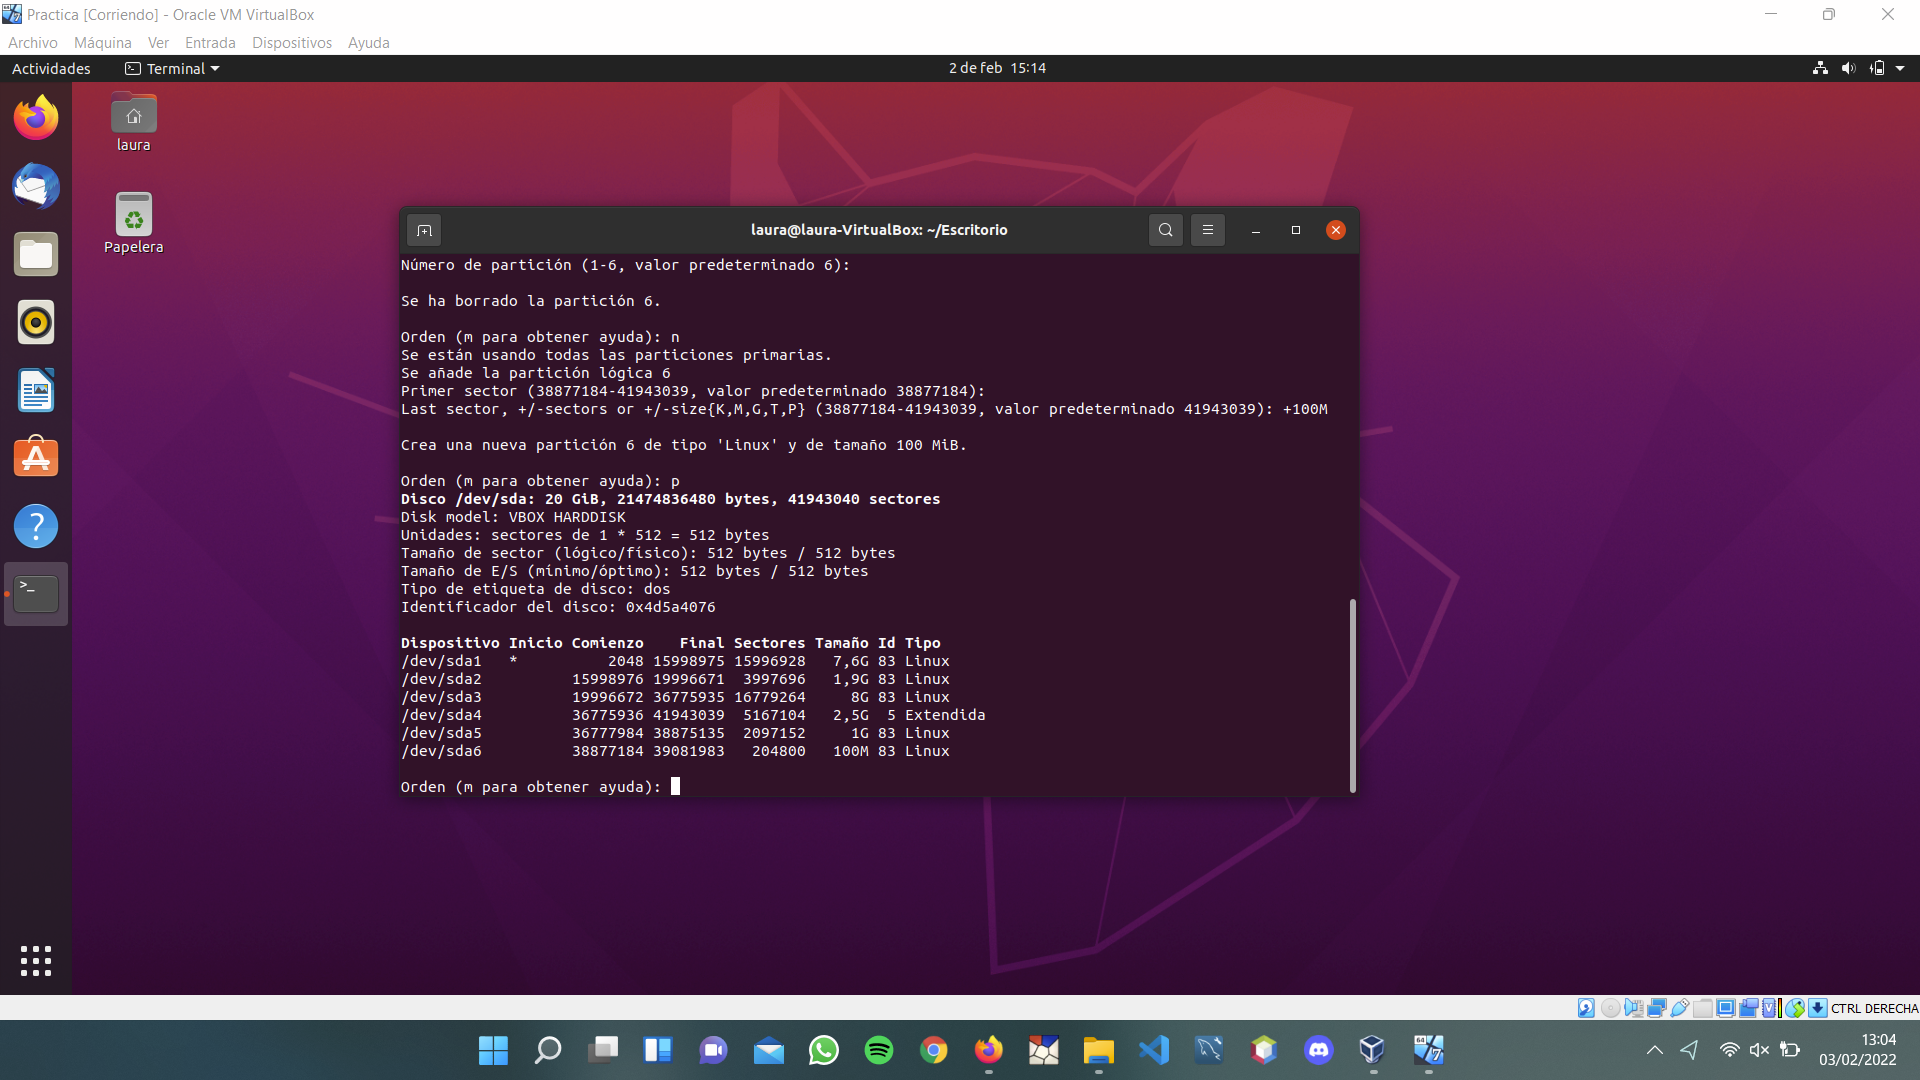 Practica [Corriendo] - Oracle VM VirtualBox
Archivo Máquina Ver Entrada Dispositivos Ayuda
Actividades Terminal 2 de feb 15:14
laura
Papelera
laura@laura-VirtualBox: ~/Escritorio
Número de partición (1-6, valor predeterminado 6):
Se ha borrado la partición 6.
Orden (m para obtener ayuda): n
Se están usando todas las particiones primarias.
Se añade la partición lógica 6
Primer sector (38877184-41943039, valor predeterminado 38877184):
Last sector, +/-sectors or +/-size{K,M,G,T,P} (38877184-41943039, valor predeterminado 41943039): +100M
Crea una nueva partición 6 de tipo 'Linux' y de tamaño 100 MiB.
Orden (m para obtener ayuda): p
Disco /dev/sda: 20 GiB, 21474836480 bytes, 41943040 sectores
Disk model: VBOX HARDDISK
Unidades: sectores de 1 * 512 = 512 bytes
Tamaño de sector (lógico/físico): 512 bytes / 512 bytes
Tamaño de E/S (mínimo/óptimo): 512 bytes / 512 bytes
Tipo de etiqueta de disco: dos
Identificador del disco: 0x4d5a4076
Dispositivo Inicio Comienzo    Final Sectores Tamaño Id Tipo
/dev/sda1   *          2048 15998975 15996928   7,6G 83 Linux
/dev/sda2          15998976 19996671  3997696   1,9G 83 Linux
/dev/sda3          19996672 36775935 16779264     8G 83 Linux
/dev/sda4          36775936 41943039  5167104   2,5G  5 Extendida
/dev/sda5          36777984 38875135  2097152     1G 83 Linux
/dev/sda6          38877184 39081983   204800   100M 83 Linux
Orden (m para obtener ayuda):
CTRL DERECHA
13:04
03/02/2022